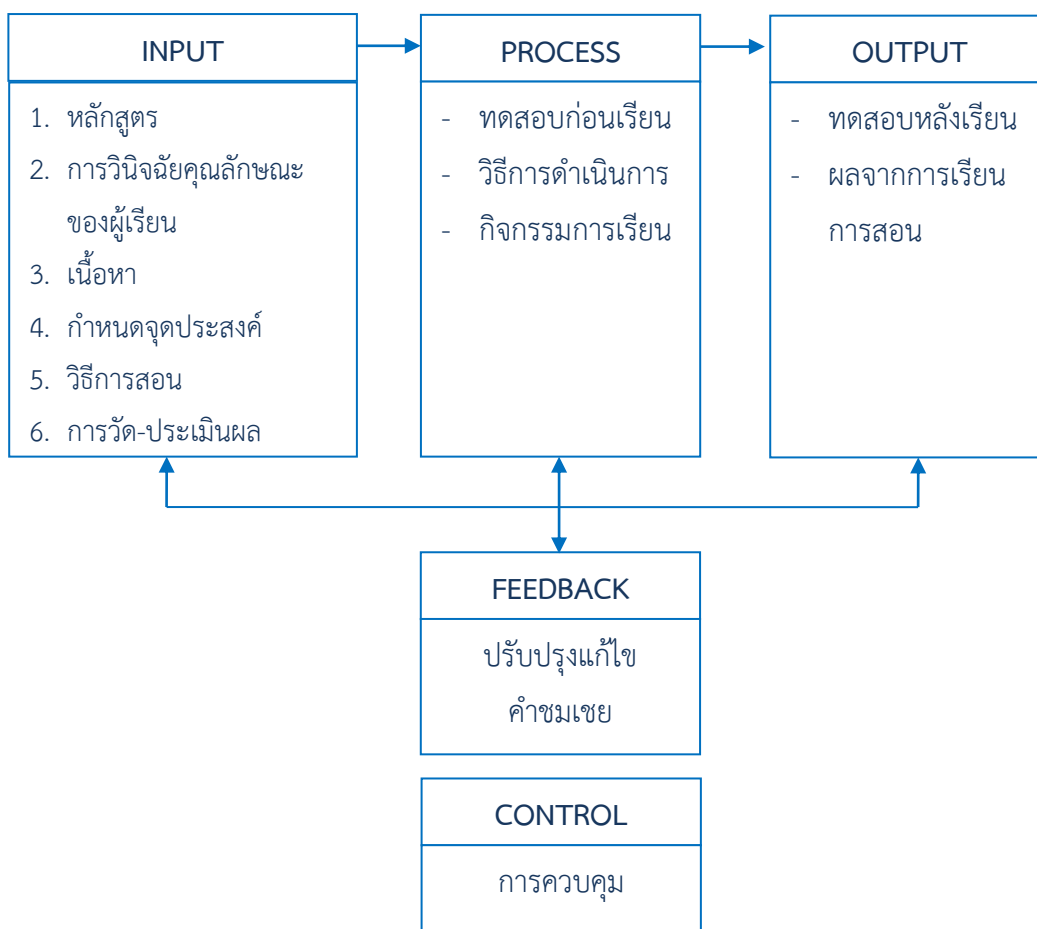 INPUT
1. หลักสูตร
2. การวินิจฉัยคุณลักษณะ
ของผู้เรียน
3. เนื้อหา
4. กำหนดจุดประสงค์
5. วิธีการสอน
6. การวัด-ประเมินผล
PROCESS
- ทดสอบก่อนเรียน
- วิธีการดำเนินการ
- กิจกรรมการเรียน
OUTPUT
- ทดสอบหลังเรียน
- ผลจากการเรียน
การสอน
FEEDBACK
ปรับปรุงแก้ไข
คำชมเชย
CONTROL
การควบคุม